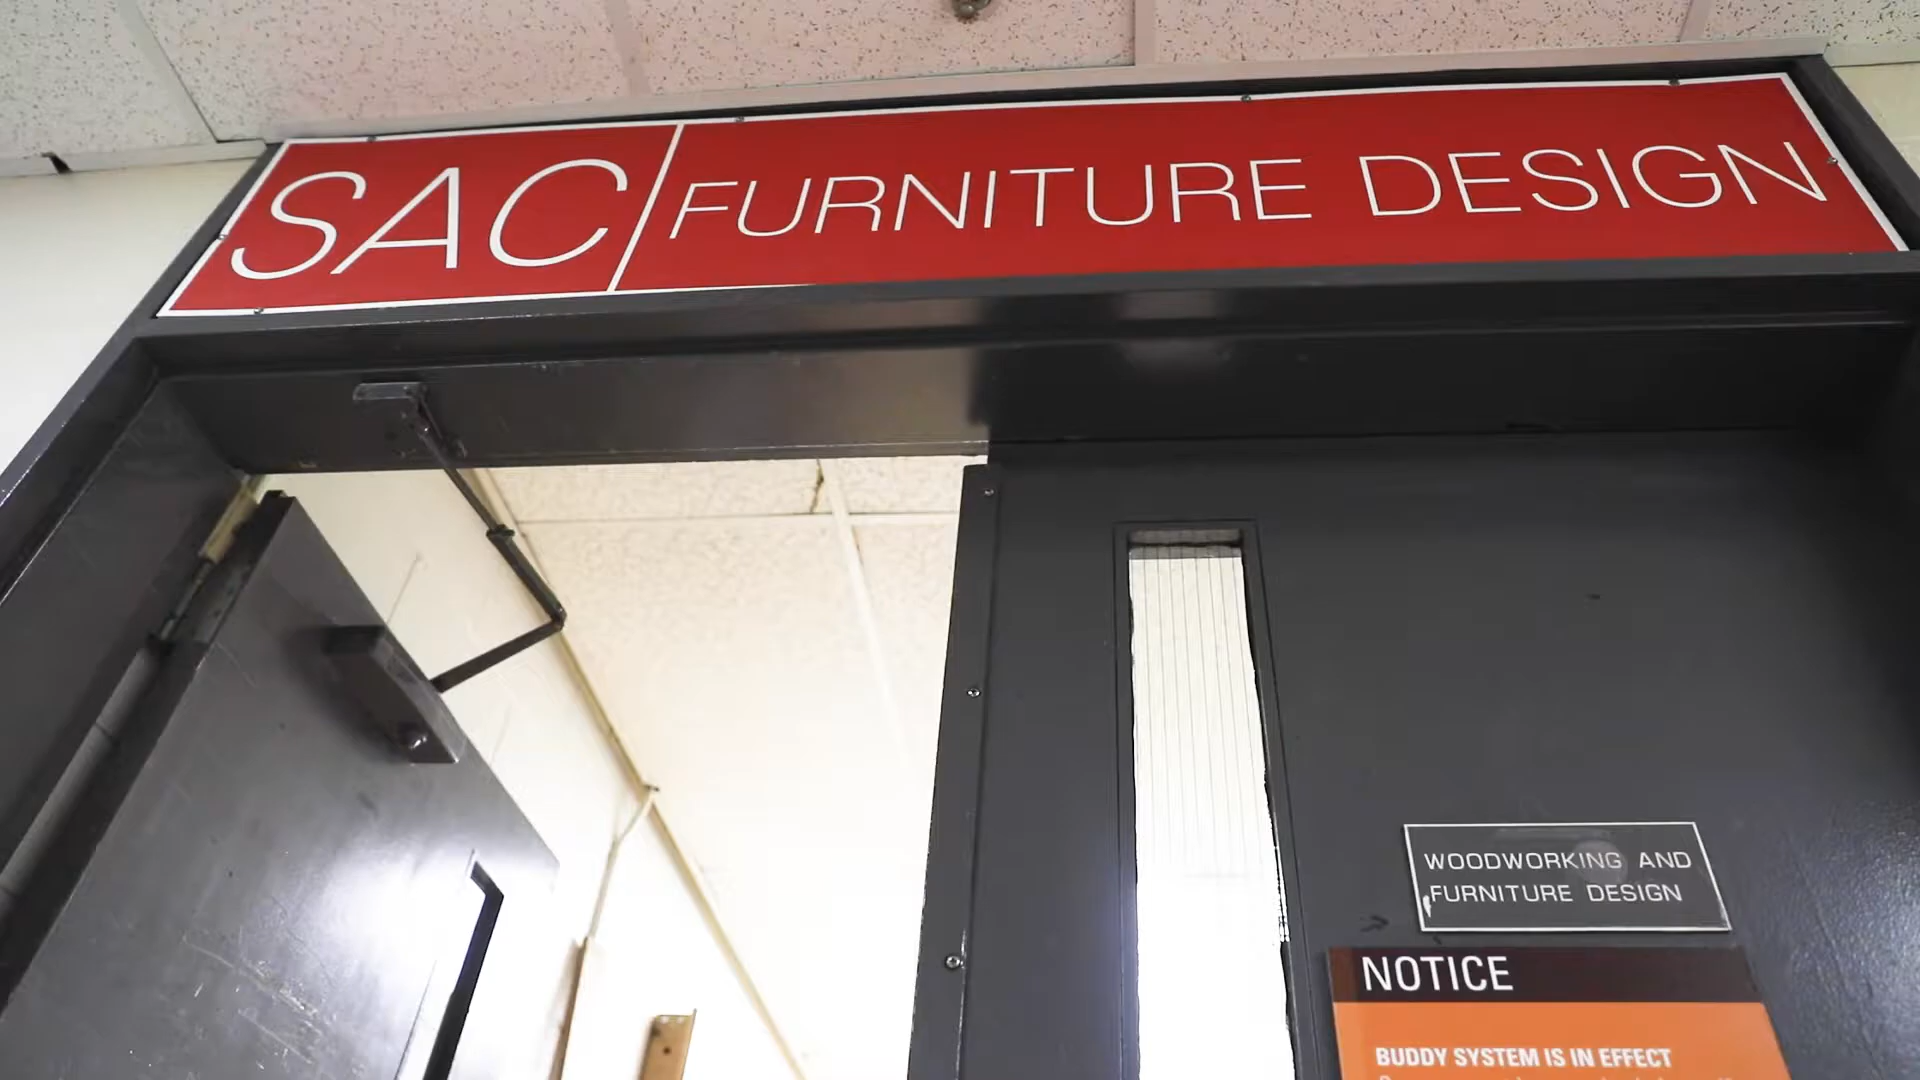 SAC FURNITURE DESIGN
WOODWORKING AND
FURNITURE DESIGN
NOTICE
BUDDY SYSTEM IS IN EFFECT